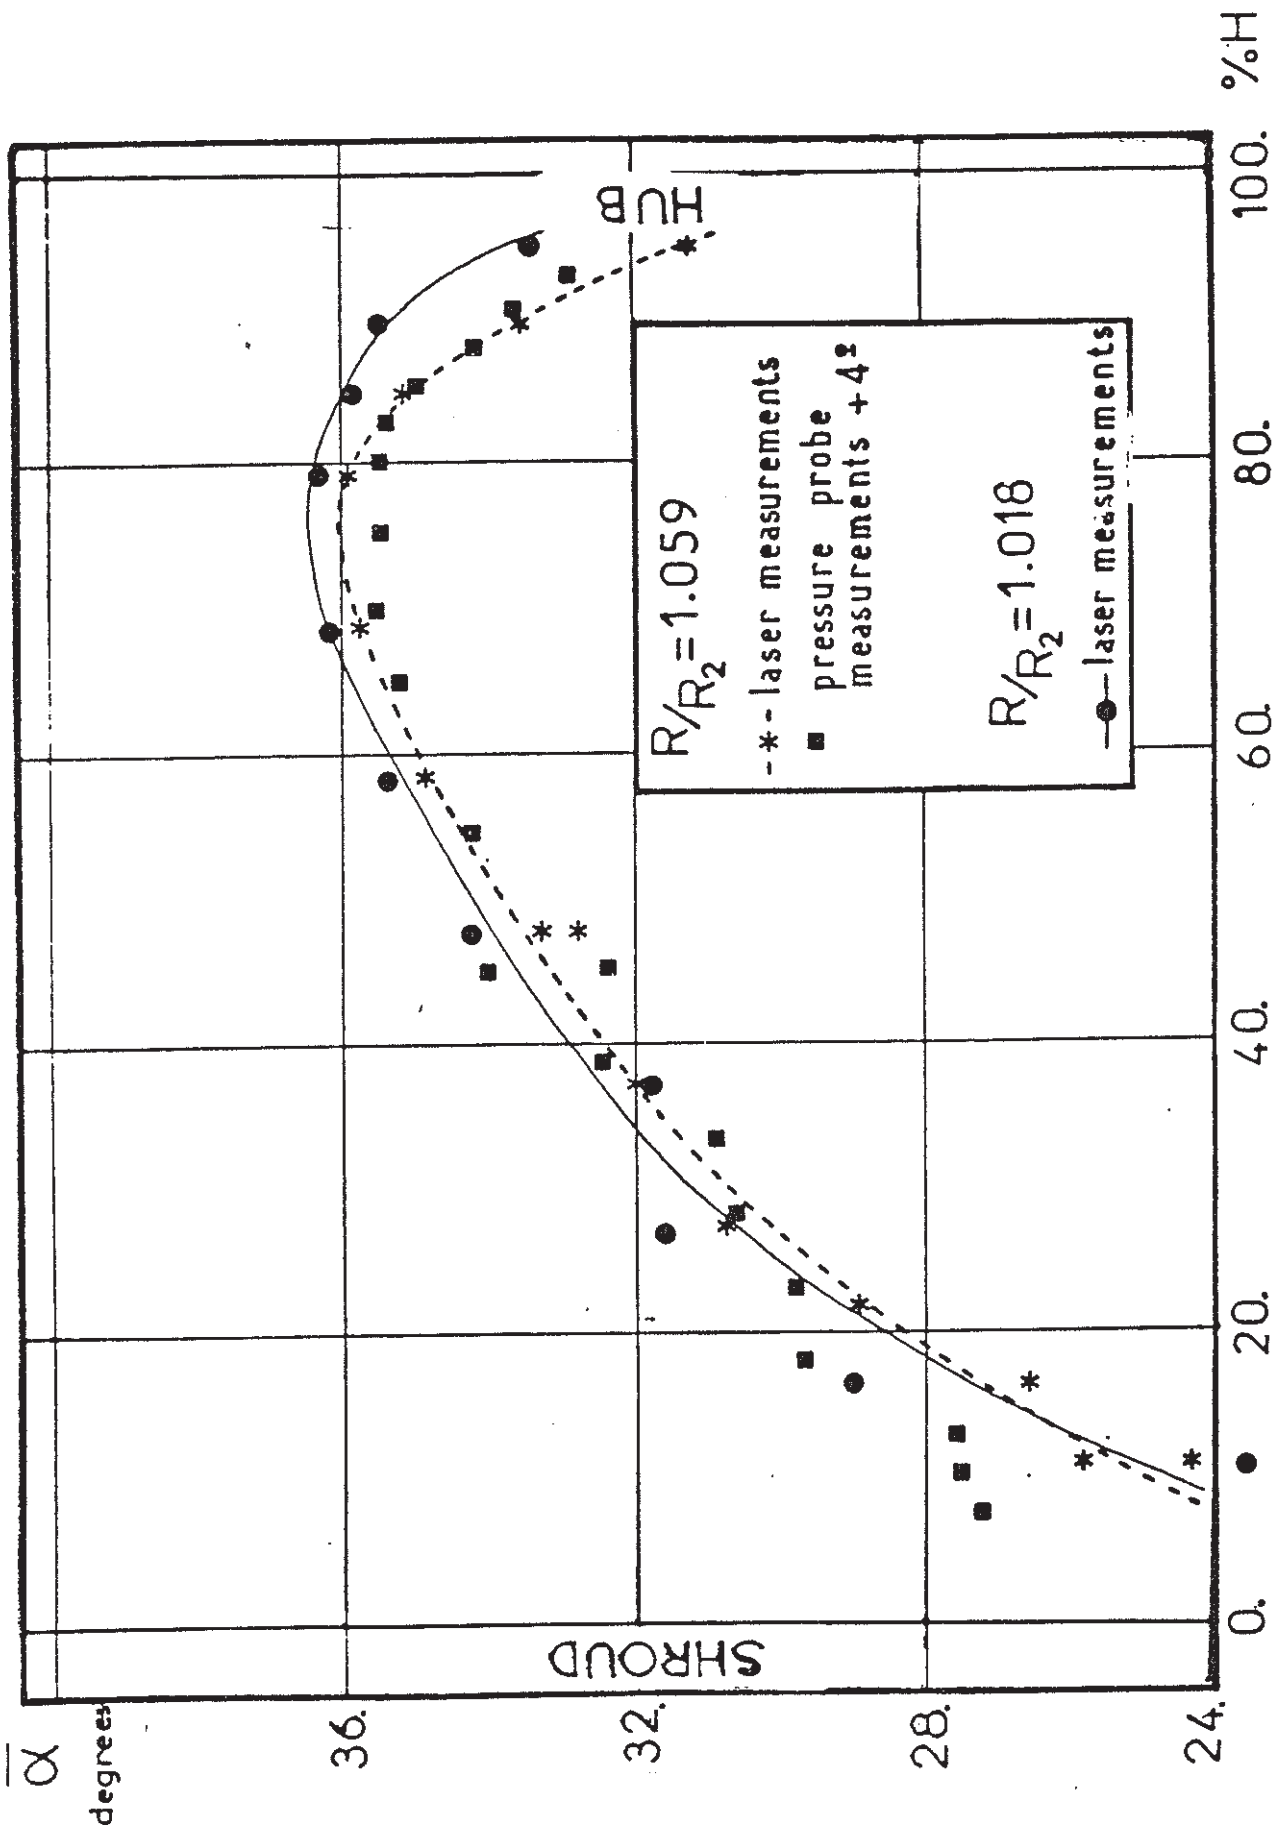 ᾱ
degrees
36.
32.
28.
24.
SHROUD
HUB
R/R₂=1.059
-*- laser measurements
■ pressure probe
measurements +4º
R/R₂=1.018
—●— laser measurements
0.
20.
40.
60.
80.
100.
%H